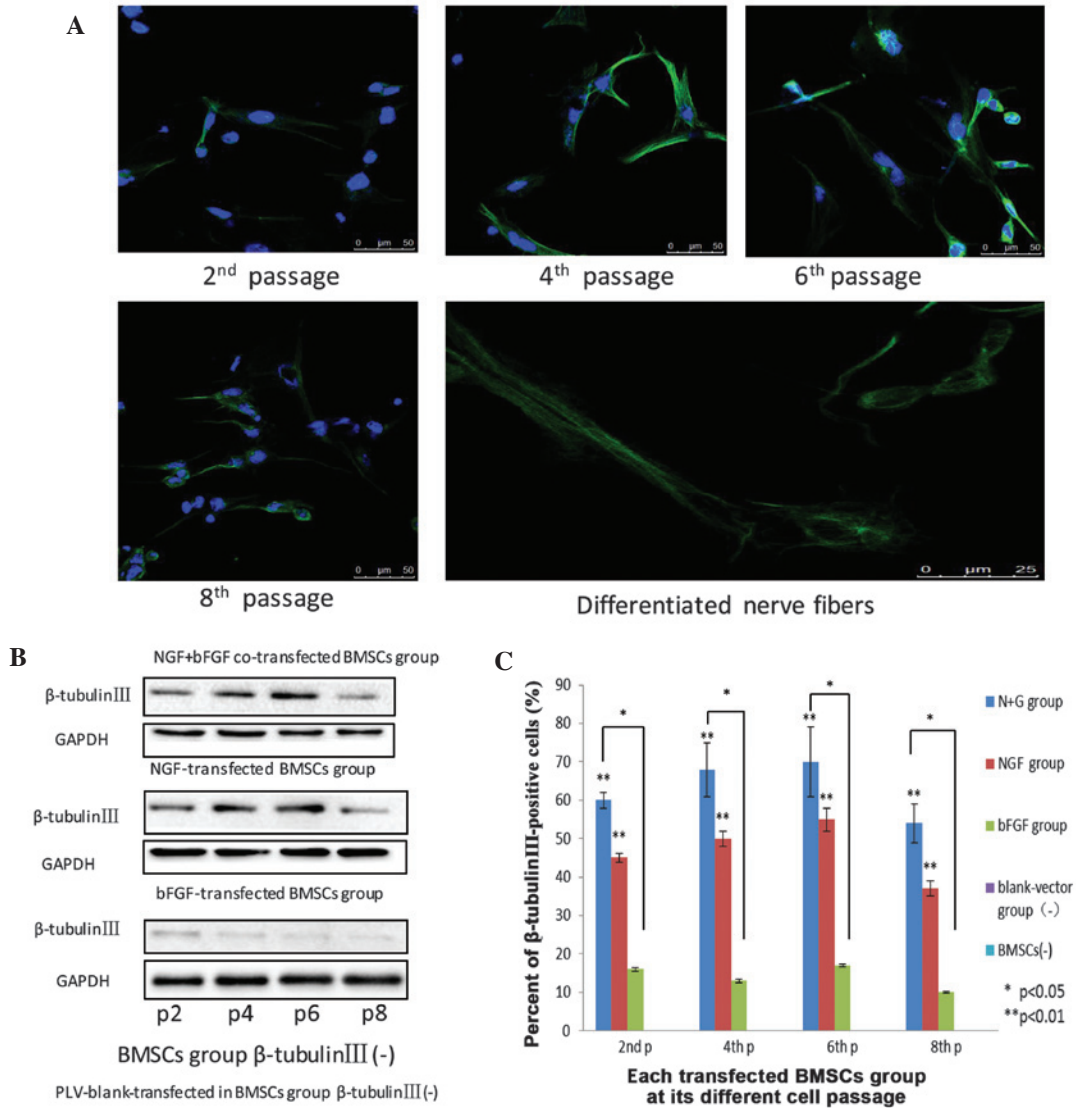 A
0 µm 50
2nd passage
0 µm 50
4th passage
0 µm 50
6th passage
0 µm 50
8th passage
0 µm 25
Differentiated nerve fibers
B
NGF+bFGF co-transfected BMSCs group
β-tubulinⅢ
GAPDH
NGF-transfected BMSCs group
β-tubulinⅢ
GAPDH
bFGF-transfected BMSCs group
β-tubulinⅢ
GAPDH
p2 p4 p6 p8
BMSCs group β-tubulinⅢ(-)
PLV-blank-transfected in BMSCs group β-tubulinⅢ(-)
C
Percent of β-tubulinⅢ-positive cells (%)
90
80
70
60
50
40
30
20
10
0
** ** *
** ** *
** ** *
** ** *
2nd p 4th p 6th p 8th p
Each transfected BMSCs group
at its different cell passage
N+G group
NGF group
bFGF group
blank-vector
group (-)
BMSCs(-)
* p<0.05
**p<0.01